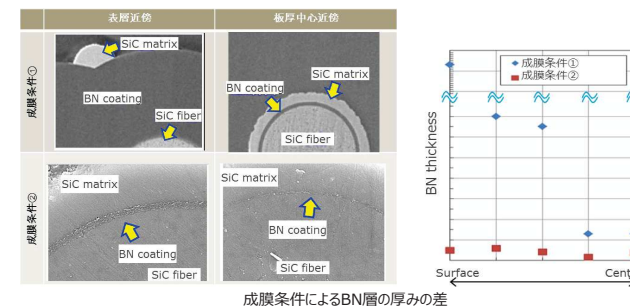 表層近傍
板厚中心近傍
成膜条件①
SiC matrix
BN coating
SiC fiber
SiC matrix
BN coating
SiC fiber
成膜条件②
SiC matrix
BN coating
SiC fiber
SiC matrix
BN coating
SiC fiber
BN thickness
成膜条件①
成膜条件②
Surface
成膜条件によるBN層の厚みの差